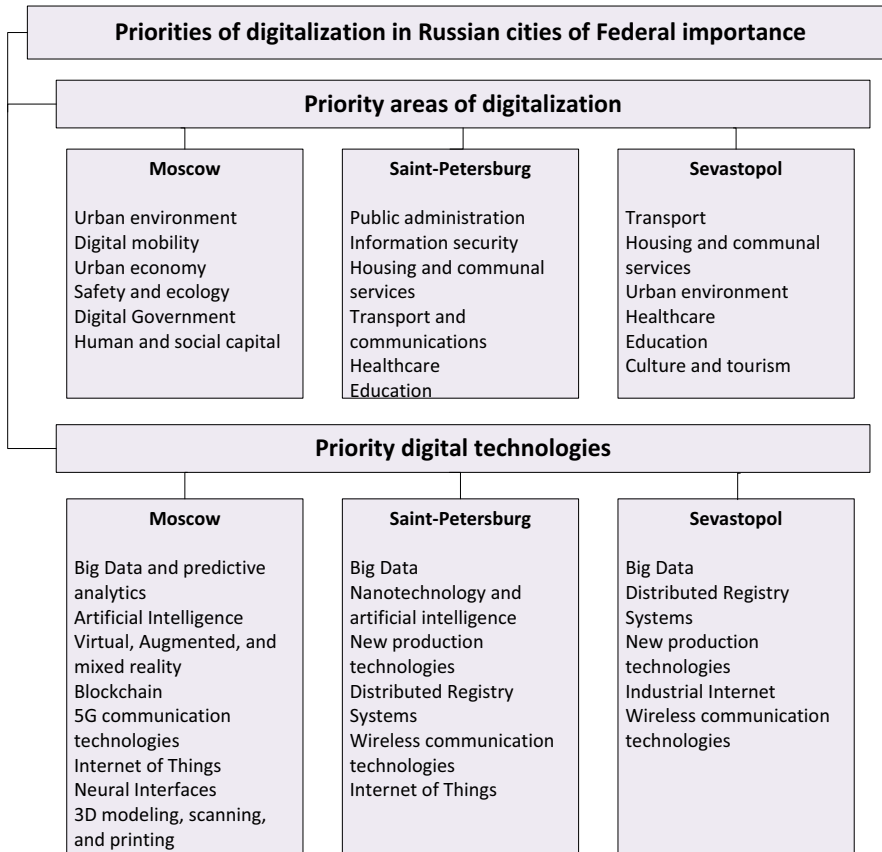 Priorities of digitalization in Russian cities of Federal importance
Priority areas of digitalization
Moscow
Urban environment
Digital mobility
Urban economy
Safety and ecology
Digital Government
Human and social capital
Saint-Petersburg
Public administration
Information security
Housing and communal
services
Transport and
communications
Healthcare
Education
Sevastopol
Transport
Housing and communal
services
Urban environment
Healthcare
Education
Culture and tourism
Priority digital technologies
Moscow
Big Data and predictive
analytics
Artificial Intelligence
Virtual, Augmented, and
mixed reality
Blockchain
5G communication
technologies
Internet of Things
Neural Interfaces
3D modeling, scanning,
and printing
Saint-Petersburg
Big Data
Nanotechnology and
artificial intelligence
New production
technologies
Distributed Registry
Systems
Wireless communication
technologies
Internet of Things
Sevastopol
Big Data
Distributed Registry
Systems
New production
technologies
Industrial Internet
Wireless communication
technologies